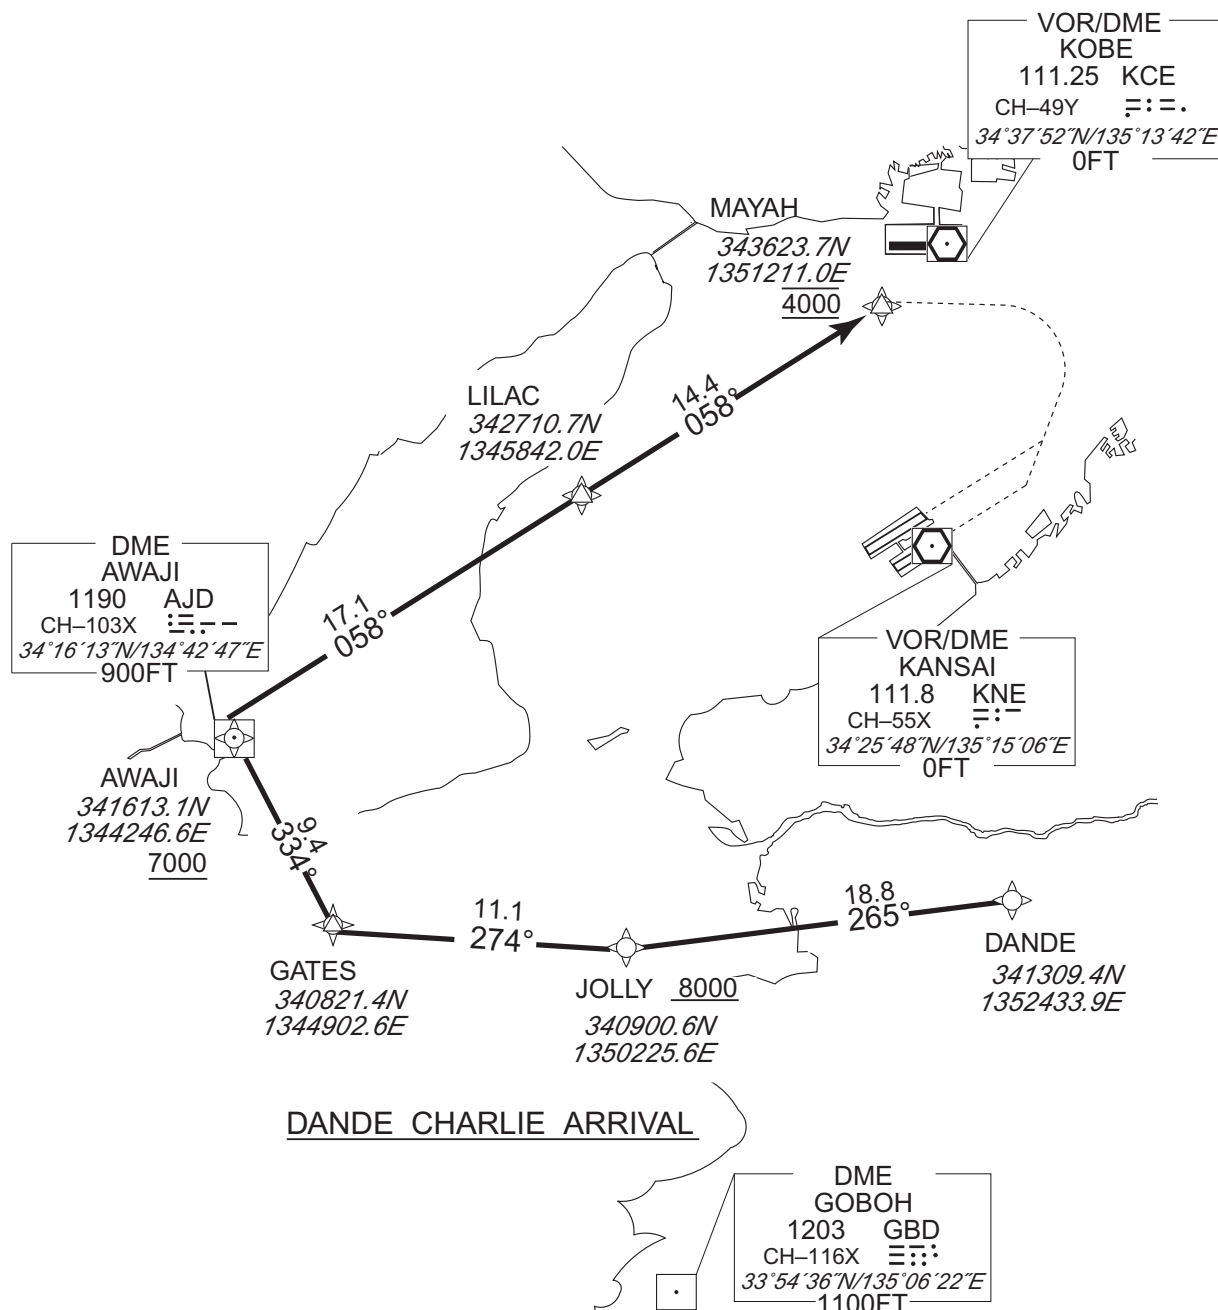 VOR/DME
KOBE
111.25 KCE
CH–49Y
34°37´52˝N/135°13´42˝E
0FT
MAYAH
343623.7N
1351211.0E
4000
14.4
058°
LILAC
342710.7N
1345842.0E
DME
AWAJI
1190 AJD
CH–103X
34°16´13˝N/134°42´47˝E
900FT
17.1
058°
VOR/DME
KANSAI
111.8 KNE
CH–55X
34°25´48˝N/135°15´06˝E
0FT
AWAJI
341613.1N
1344246.6E
7000
9.4
334°
11.1
274°
18.8
265°
GATES
340821.4N
1344902.6E
JOLLY 8000
340900.6N
1350225.6E
DANDE
341309.4N
1352433.9E
DANDE CHARLIE ARRIVAL
DME
GOBOH
1203 GBD
CH–116X
33°54´36˝N/135°06´22˝E
1100FT